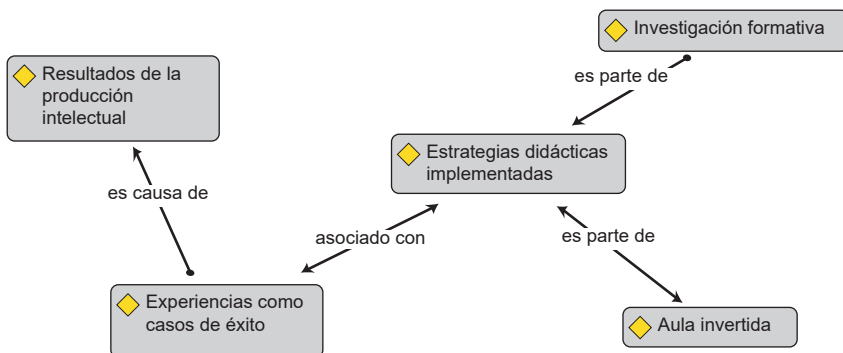 Investigación formativa
Resultados de la
producción
intelectual
es parte de
Estrategias didácticas
implementadas
es causa de
asociado con
es parte de
Experiencias como
casos de éxito
Aula invertida